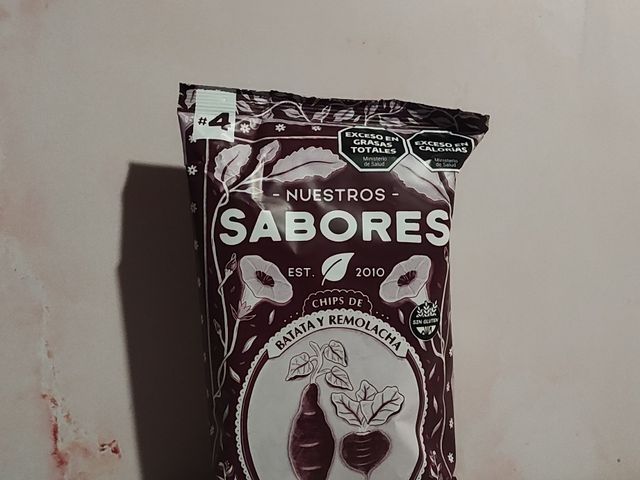 #4
EXCESO EN
GRASAS
TOTALES
Ministerio
de Salud
EXCESO EN
CALORÍAS
Ministerio
de Salud
- NUESTROS -
SABORES
EST. 2010
CHIPS DE
BATATA Y REMOLACHA
SIN GLUTEN